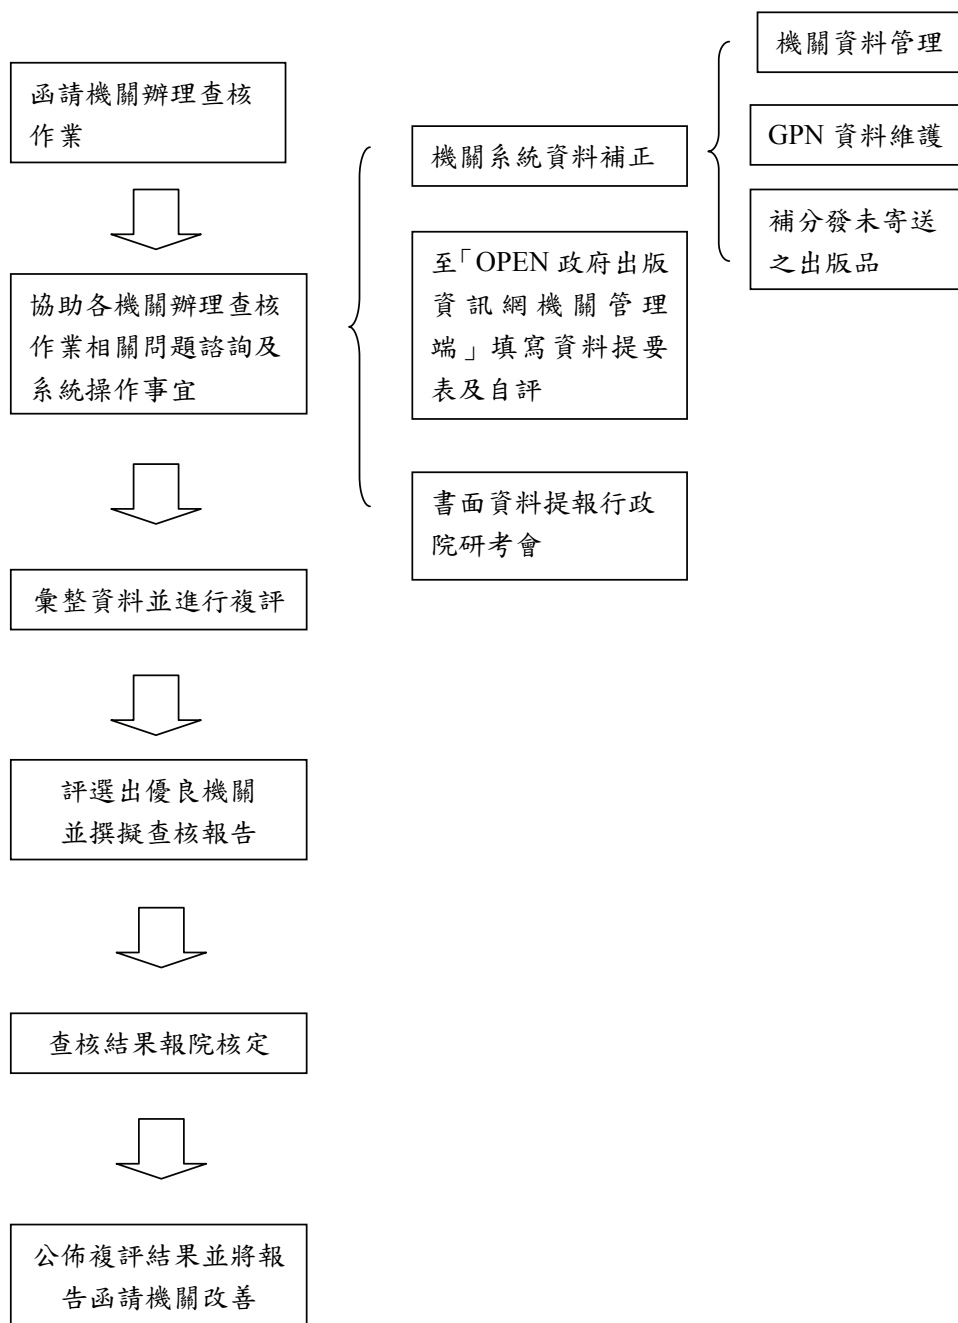 函請機關辦理查核
作業
協助各機關辦理查核
作業相關問題諮詢及
系統操作事宜
彙整資料並進行複評
評選出優良機關
並撰擬查核報告
查核結果報院核定
公佈複評結果並將報
告函請機關改善
機關系統資料補正
至「OPEN 政府出版
資訊網機關管理
端」填寫資料提要
表及自評
書面資料提報行政
院研考會
機關資料管理
GPN 資料維護
補分發未寄送
之出版品